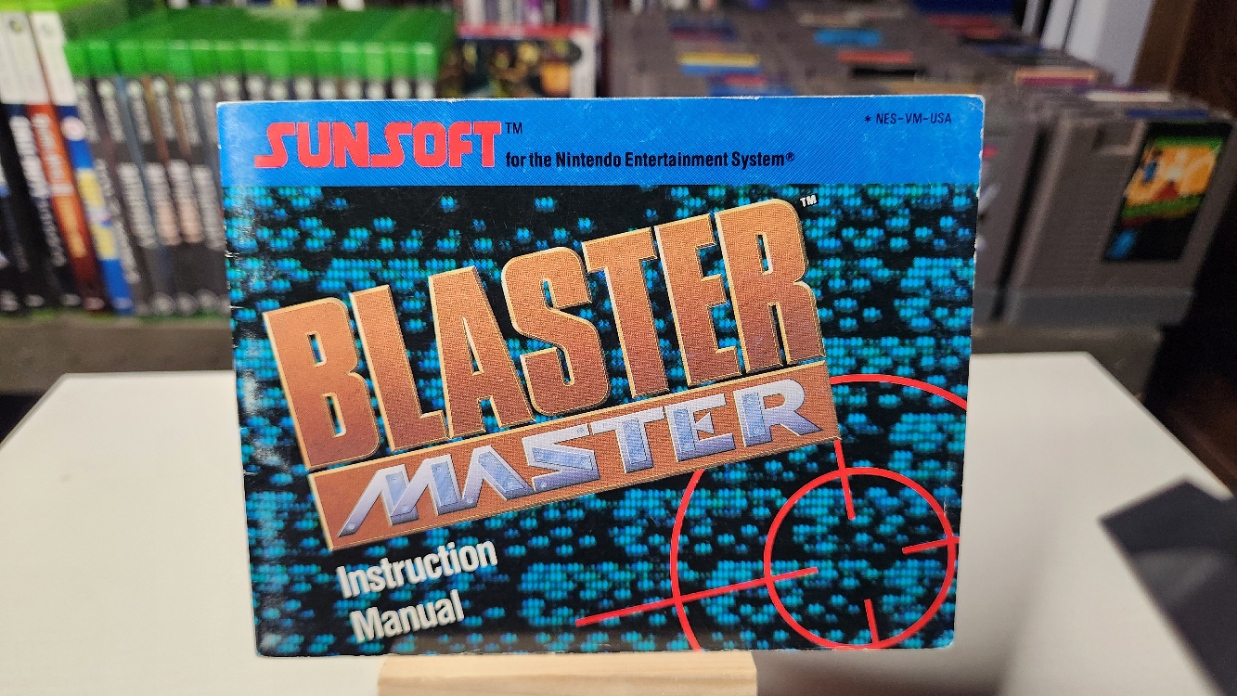 SUNSOFT™ for the Nintendo Entertainment System®
* NES-VM-USA
BLASTER™
MASTER
Instruction
Manual